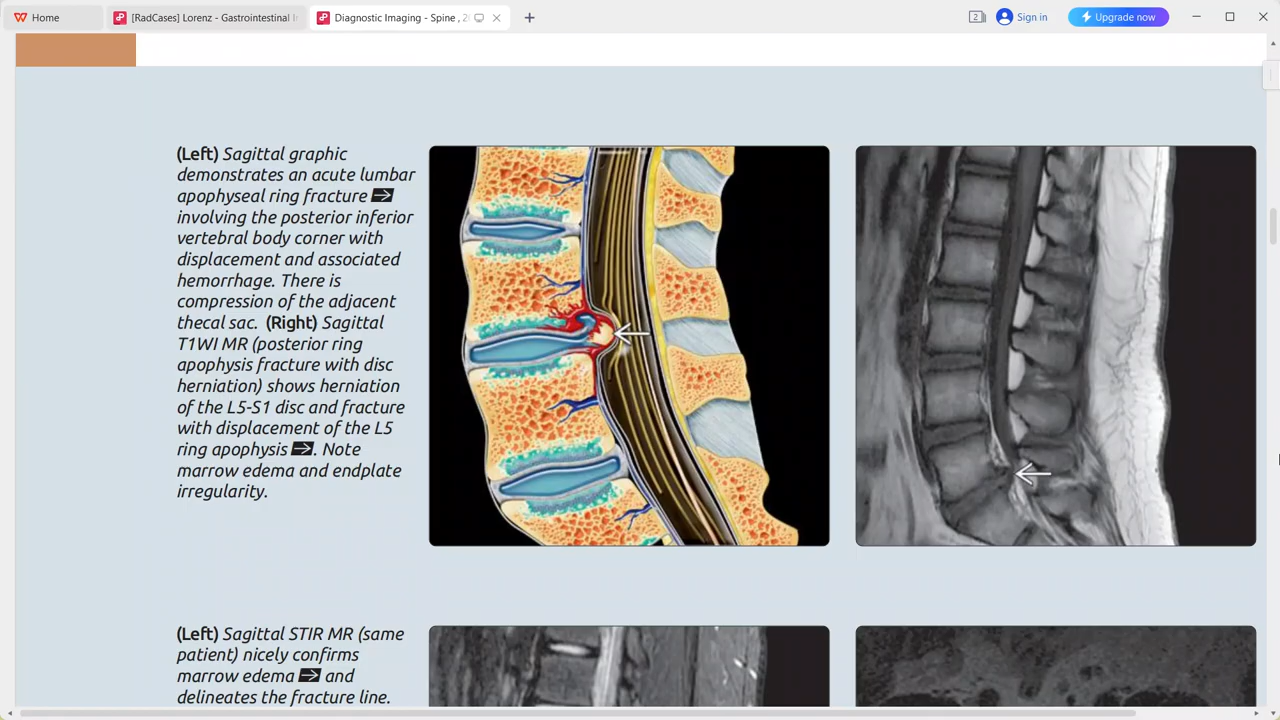 Home
[RadCases] Lorenz - Gastrointestinal I
Diagnostic Imaging - Spine , 2
2
Sign in
Upgrade now
(Left) Sagittal graphic
demonstrates an acute lumbar
apophyseal ring fracture
involving the posterior inferior
vertebral body corner with
displacement and associated
hemorrhage. There is
compression of the adjacent
thecal sac. (Right) Sagittal
T1WI MR (posterior ring
apophysis fracture with disc
herniation) shows herniation
of the L5-S1 disc and fracture
with displacement of the L5
ring apophysis . Note
marrow edema and endplate
irregularity.
(Left) Sagittal STIR MR (same
patient) nicely confirms
marrow edema and
delineates the fracture line.